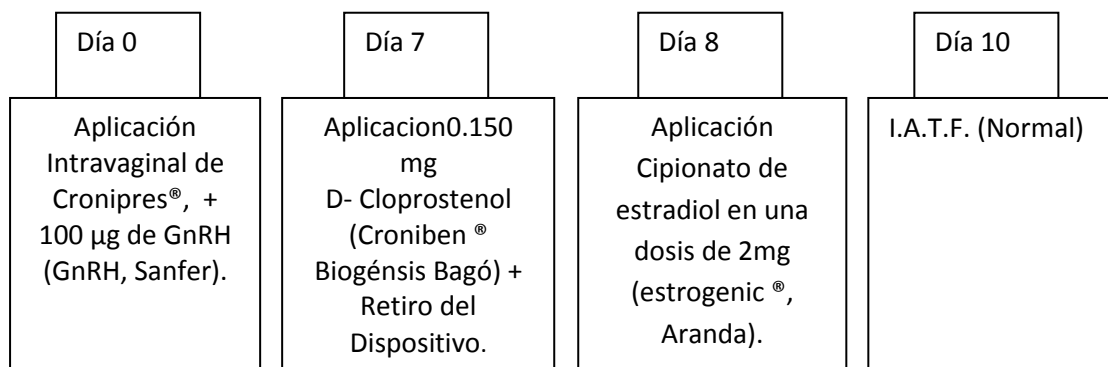 Día 0
Aplicación
Intravaginal de
Cronipres®, +
100 µg de GnRH
(GnRH, Sanfer).
Día 7
Aplicacion0.150
mg
D- Cloprostenol
(Croniben ®
Biogénsis Bagó) +
Retiro del
Dispositivo.
Día 8
Aplicación
Cipionato de
estradiol en una
dosis de 2mg
(estrogenic ®,
Aranda).
Día 10
I.A.T.F. (Normal)